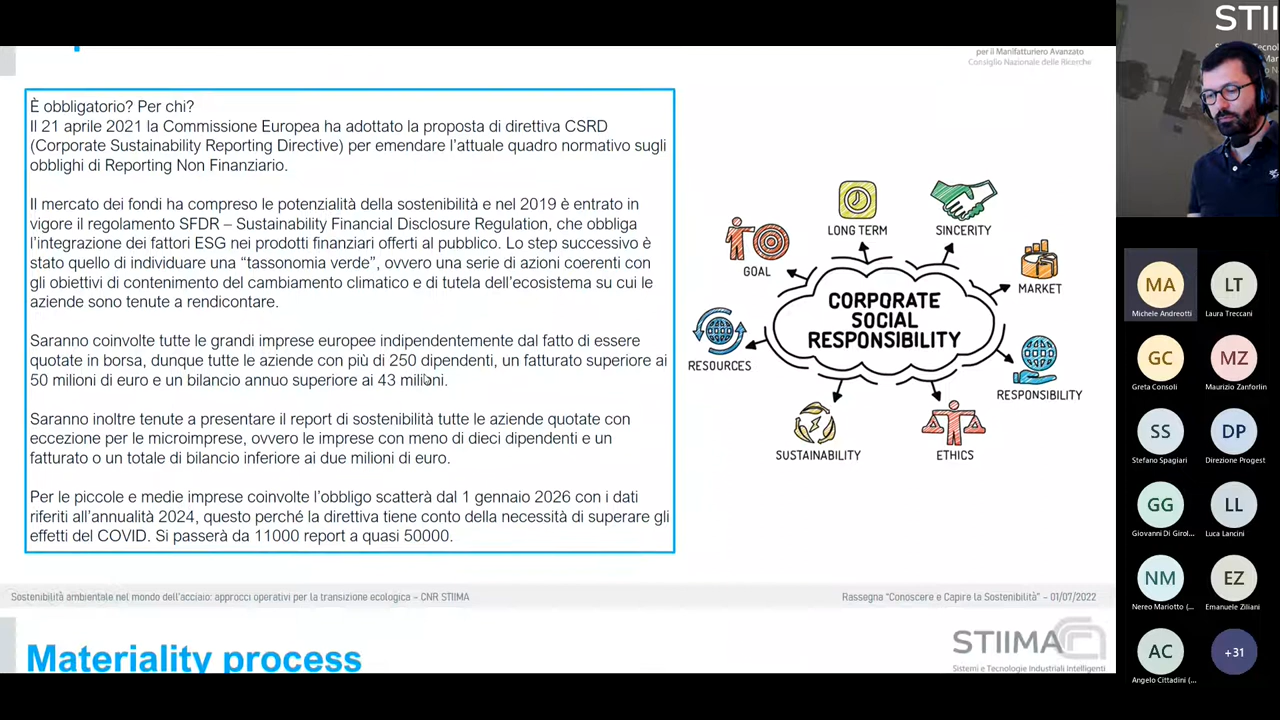 per il Manifatturiero Avanzato
Consiglio Nazionale delle Ricerche
È obbligatorio? Per chi?
Il 21 aprile 2021 la Commissione Europea ha adottato la proposta di direttiva CSRD
(Corporate Sustainability Reporting Directive) per emendare l'attuale quadro normativo sugli
obblighi di Reporting Non Finanziario.
Il mercato dei fondi ha compreso le potenzialità della sostenibilità e nel 2019 è entrato in
vigore il regolamento SFDR – Sustainability Financial Disclosure Regulation, che obbliga
l'integrazione dei fattori ESG nei prodotti finanziari offerti al pubblico. Lo step successivo è
stato quello di individuare una “tassonomia verde”, ovvero una serie di azioni coerenti con
gli obiettivi di contenimento del cambiamento climatico e di tutela dell'ecosistema su cui le
aziende sono tenute a rendicontare.
Saranno coinvolte tutte le grandi imprese europee indipendentemente dal fatto di essere
quotate in borsa, dunque tutte le aziende con più di 250 dipendenti, un fatturato superiore ai
50 milioni di euro e un bilancio annuo superiore ai 43 milioni.
Saranno inoltre tenute a presentare il report di sostenibilità tutte le aziende quotate con
eccezione per le microimprese, ovvero le imprese con meno di dieci dipendenti e un
fatturato o un totale di bilancio inferiore ai due milioni di euro.
Per le piccole e medie imprese coinvolte l'obbligo scatterà dal 1 gennaio 2026 con i dati
riferiti all'annualità 2024, questo perché la direttiva tiene conto della necessità di superare gli
effetti del COVID. Si passerà da 11000 report a quasi 50000.
LONG TERM
SINCERITY
GOAL
MARKET
CORPORATE
SOCIAL
RESPONSIBILITY
RESOURCES
RESPONSIBILITY
SUSTAINABILITY
ETHICS
Sostenibilità ambientale nel mondo dell'acciaio: approcci operativi per la transizione ecologica – CNR STIIMA
Rassegna “Conoscere e Capire la Sostenibilità” – 01/07/2022
Materiality process
STIIMA
Sistemi e Tecnologie Industriali Intelligenti
STII
MA
Michele Andreotti
LT
Laura Treccani
GC
Greta Consoli
MZ
Maurizio Zanforlin
SS
Stefano Spagiari
DP
Direzione Progest
GG
Giovanni Di Girol...
LL
Luca Lancini
NM
Nereo Mariotto (...
EZ
Emanuele Ziliani
AC
Angelo Cittadini (...
+31